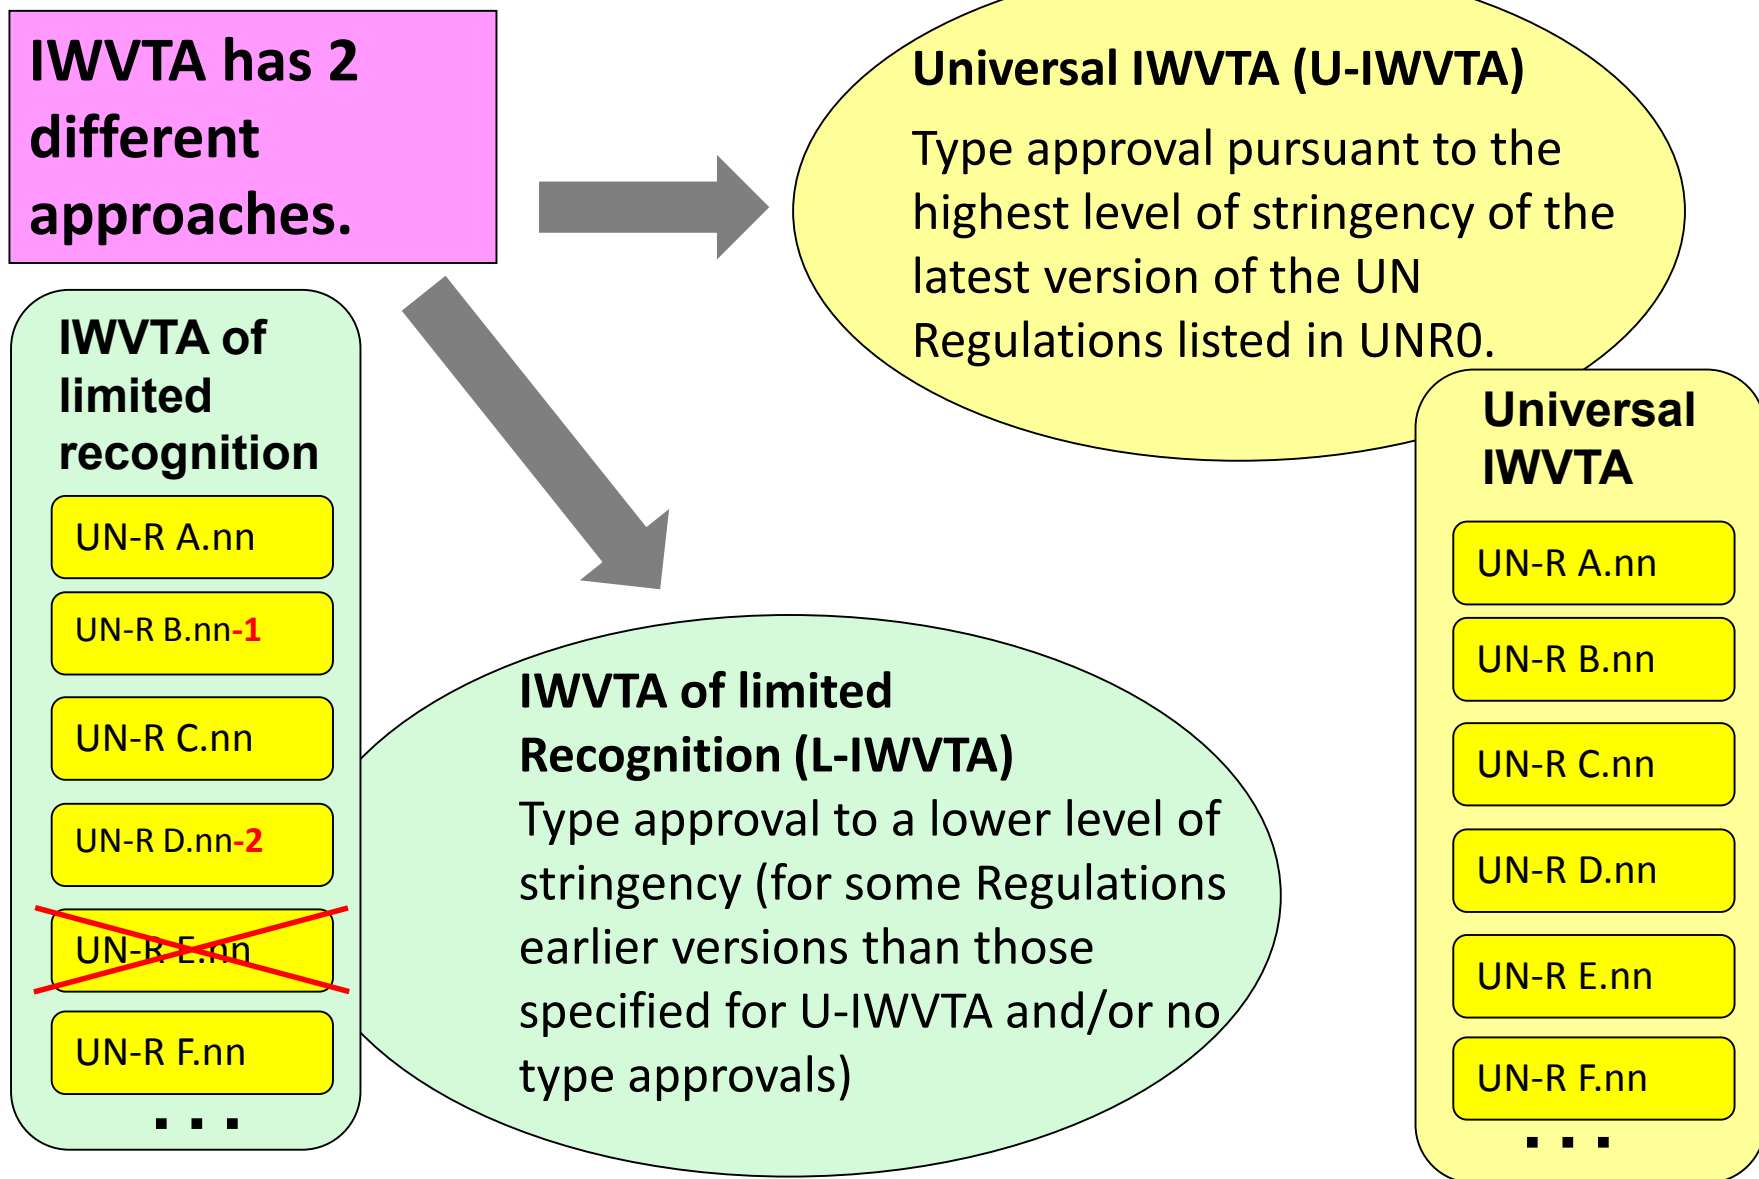 IWVTA has 2
different
approaches.
Universal IWVTA (U-IWVTA)
Type approval pursuant to the
highest level of stringency of the
latest version of the UN
Regulations listed in UNR0.
IWVTA of
limited
recognition
UN-R A.nn
UN-R B.nn-1
UN-R C.nn
UN-R D.nn-2
UN-R E.nn
UN-R F.nn
...
IWVTA of limited
Recognition (L-IWVTA)
Type approval to a lower level of
stringency (for some Regulations
earlier versions than those
specified for U-IWVTA and/or no
type approvals)
Universal
IWVTA
UN-R A.nn
UN-R B.nn
UN-R C.nn
UN-R D.nn
UN-R E.nn
UN-R F.nn
...